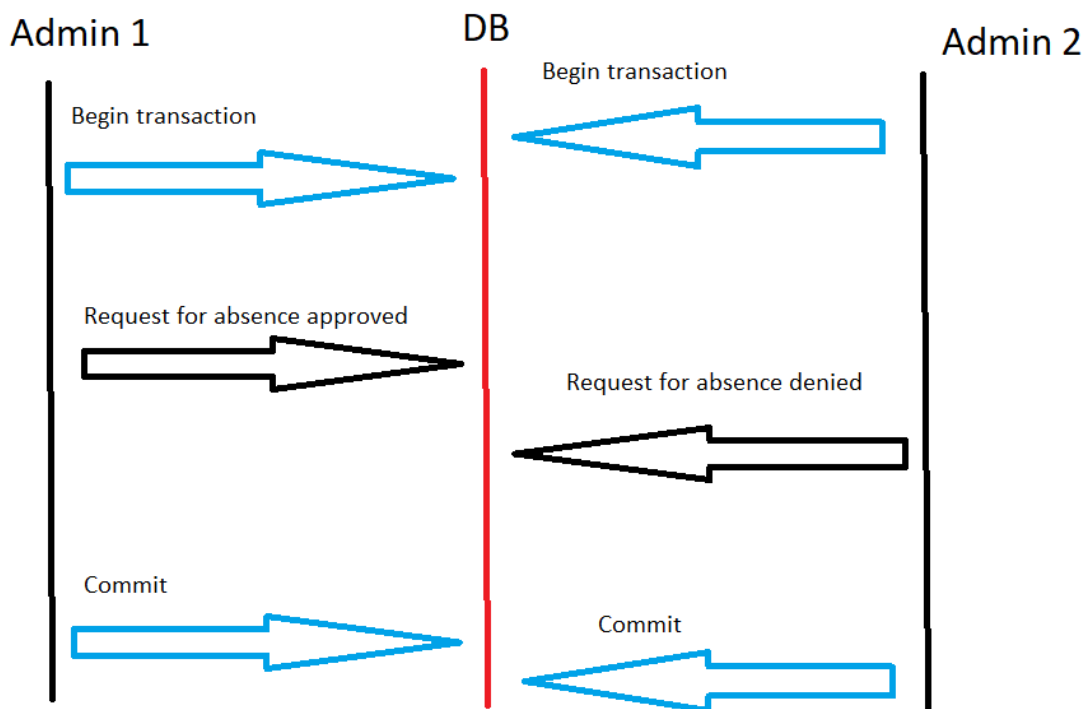 Admin 1
DB
Admin 2
Begin transaction
Begin transaction
Request for absence approved
Request for absence denied
Commit
Commit